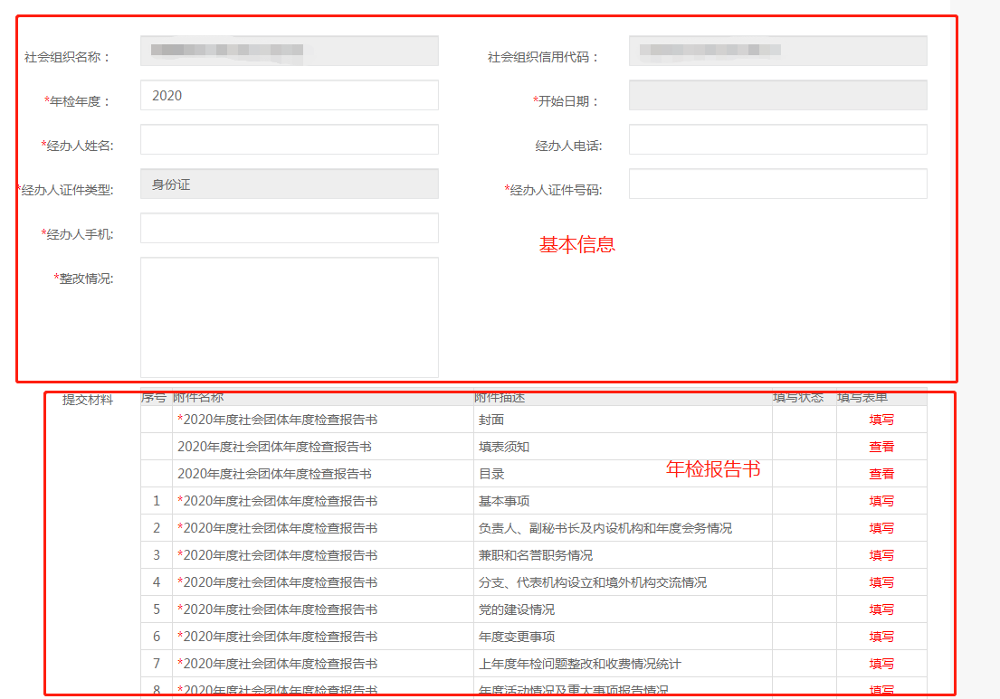 社会组织名称： 社会组织信用代码：
*年检年度： 2020 *开始日期：
*经办人姓名: 经办人电话:
*经办人证件类型: 身份证 *经办人证件号码:
*经办人手机:
基本信息
*整改情况:
提交材料 序号 附件名称 附件描述 填写状态 填写表单
*2020年度社会团体年度检查报告书 封面 填写
2020年度社会团体年度检查报告书 填表须知 查看
年检报告书
2020年度社会团体年度检查报告书 目录 查看
1 *2020年度社会团体年度检查报告书 基本事项 填写
2 *2020年度社会团体年度检查报告书 负责人、副秘书长及内设机构和年度会务情况 填写
3 *2020年度社会团体年度检查报告书 兼职和名誉职务情况 填写
4 *2020年度社会团体年度检查报告书 分支、代表机构设立和境外机构交流情况 填写
5 *2020年度社会团体年度检查报告书 党的建设情况 填写
6 *2020年度社会团体年度检查报告书 年度变更事项 填写
7 *2020年度社会团体年度检查报告书 上年度年检问题整改和收费情况统计 填写
8 *2020年度社会团体年度检查报告书 年度活动情况及重大事项报告情况 填写